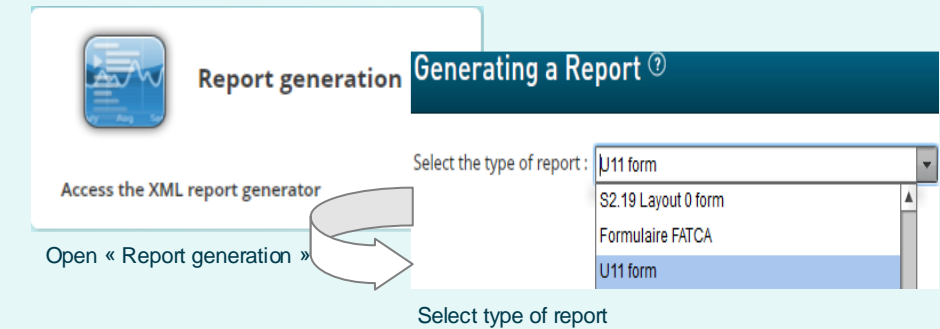 Report generation
Access the XML report generator
Open « Report generation »
Generating a Report ?
Select the type of report :
U11 form
S2.19 Layout 0 form
Formulaire FATCA
U11 form
Select type of report